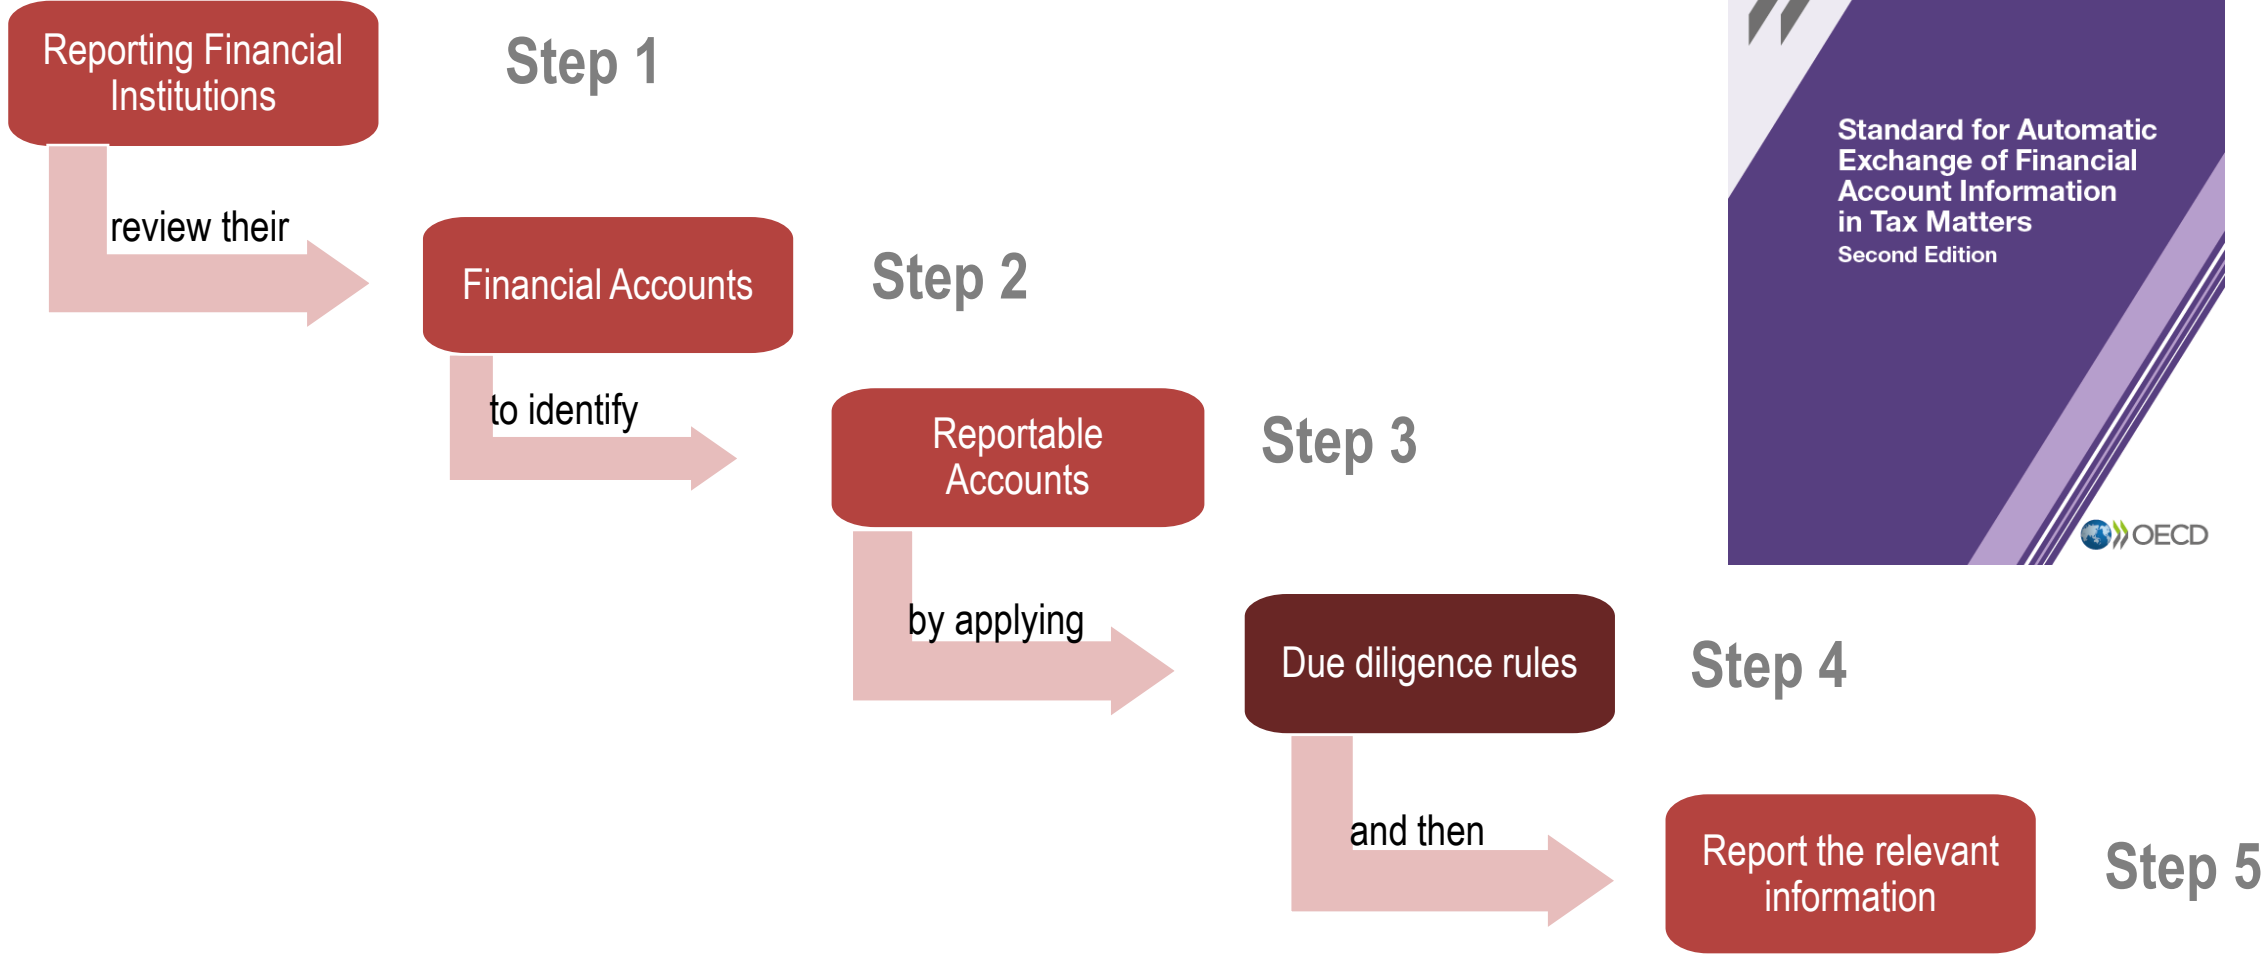 Reporting Financial
Institutions
Step 1
review their
Financial Accounts
Step 2
to identify
Reportable
Accounts
Step 3
by applying
Due diligence rules
Step 4
and then
Report the relevant
information
Step 5
Standard for Automatic
Exchange of Financial
Account Information
in Tax Matters
Second Edition
OECD